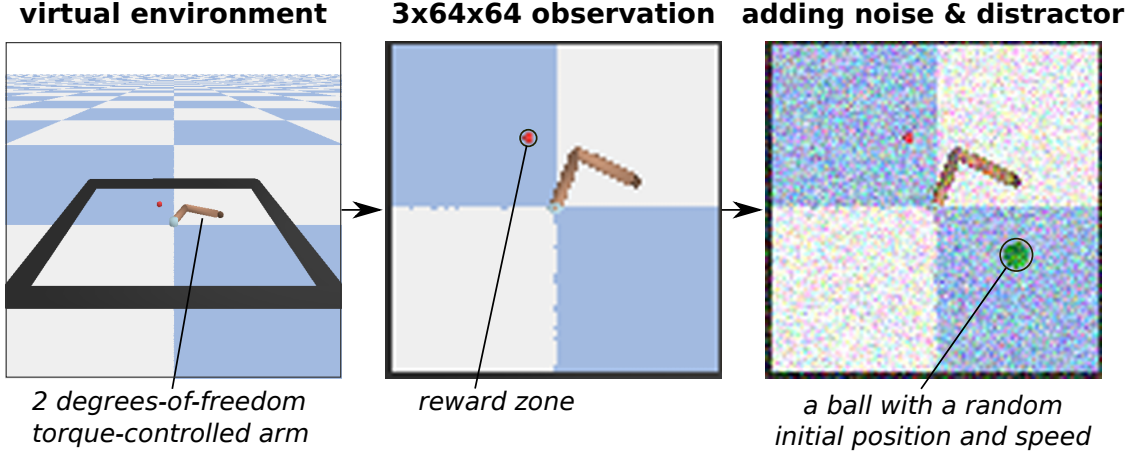 virtual environment
3x64x64 observation
adding noise & distractor
2 degrees-of-freedom
torque-controlled arm
reward zone
a ball with a random
initial position and speed